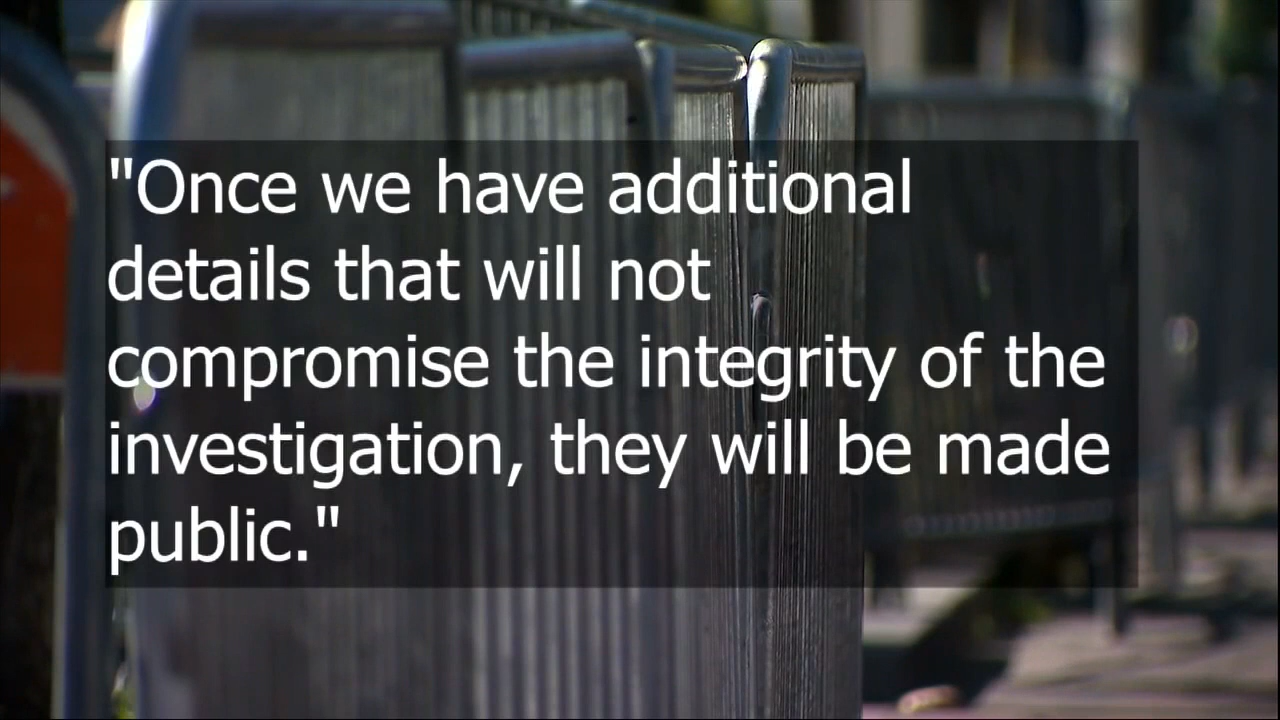 "Once we have additional
details that will not
compromise the integrity of the
investigation, they will be made
public."